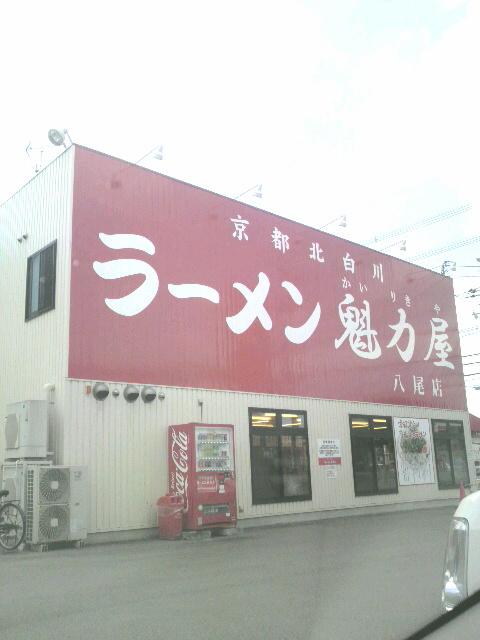 京都北白川
かいりきや
ラーメン魁力屋
八尾店
Coca-Cola